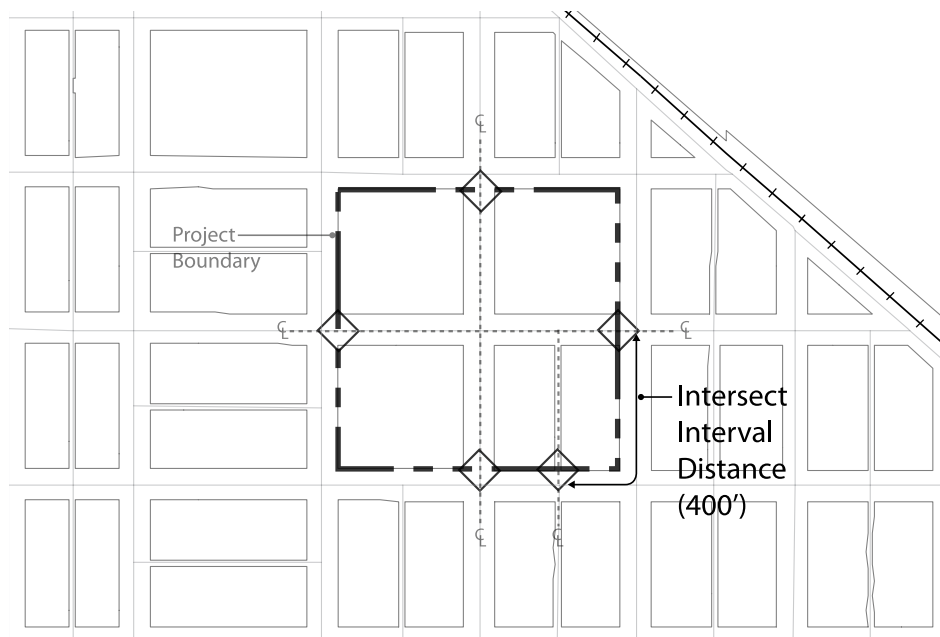 ℄
Project
Boundary
℄
℄
Intersect
Interval
Distance
(400’)
℄
℄